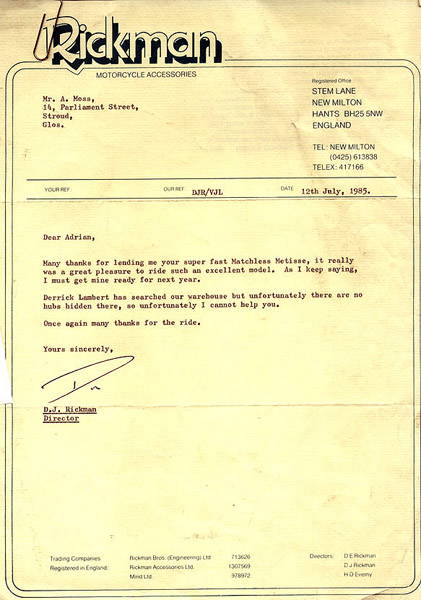 Rickman
MOTORCYCLE ACCESSORIES
Registered Office
STEM LANE
NEW MILTON
HANTS BH25 5NW
ENGLAND
TEL: NEW MILTON
(0425) 613838
TELEX: 417166
Mr. A. Moss,
14, Parliament Street,
Stroud,
Glos.
YOUR REF OUR REF DJR/VJL DATE 12th July, 1985.
Dear Adrian,
Many thanks for lending me your super fast Matchless Metisse, it really
was a great pleasure to ride such an excellent model. As I keep saying,
I must get mine ready for next year.
Derrick Lambert has searched our warehouse but unfortunately there are no
hubs hidden there, so unfortunately I cannot help you.
Once again many thanks for the ride.
Yours sincerely,
D.J. Rickman
Director
Trading Companies Rickman Bros. (Engineering) Ltd 713626 Directors: D E Rickman
Registered in England: Rickman Accessories Ltd. 1307569 D J Rickman
Mind Ltd. 978972 H D Evemy